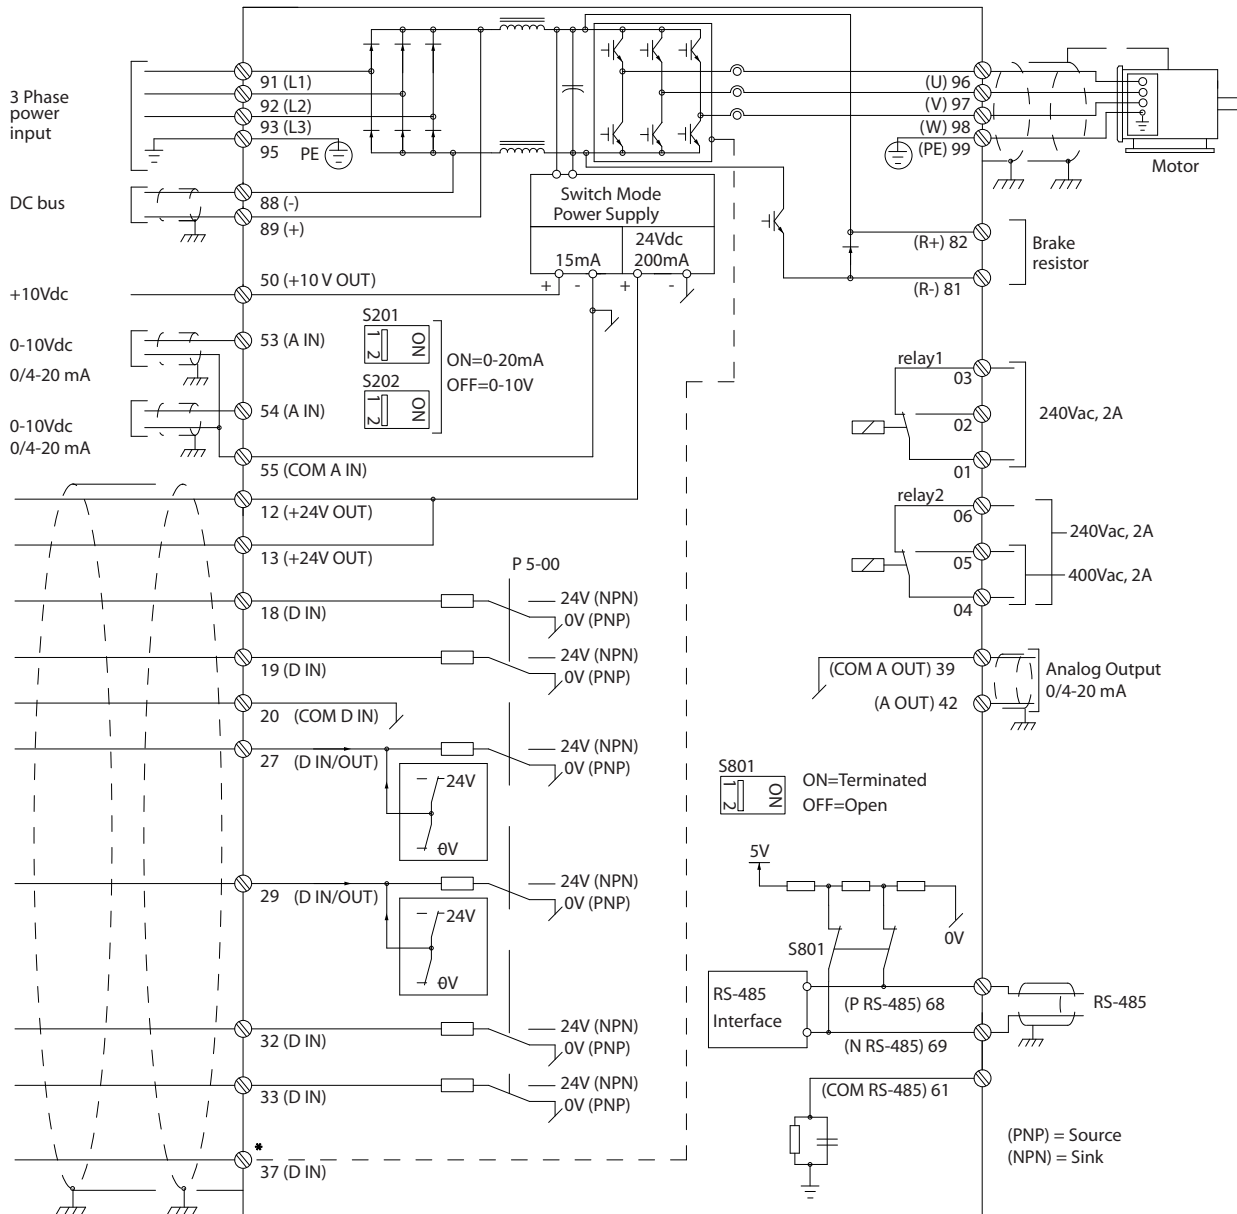 3 Phase
power
input
91 (L1)
92 (L2)
93 (L3)
95 PE
DC bus
88 (-)
89 (+)
+10Vdc
50 (+10 V OUT)
0-10Vdc
0/4-20 mA
53 (A IN)
0-10Vdc
0/4-20 mA
54 (A IN)
55 (COM A IN)
12 (+24V OUT)
13 (+24V OUT)
18 (D IN)
19 (D IN)
20 (COM D IN)
27 (D IN/OUT)
24V
0V
29 (D IN/OUT)
24V
0V
32 (D IN)
33 (D IN)
*
37 (D IN)
Switch Mode
Power Supply
15mA
24Vdc
200mA
+ - + -
S201
1 2 ON
S202
1 2 ON
ON=0-20mA
OFF=0-10V
P 5-00
24V (NPN)
0V (PNP)
24V (NPN)
0V (PNP)
24V (NPN)
0V (PNP)
24V (NPN)
0V (PNP)
24V (NPN)
0V (PNP)
24V (NPN)
0V (PNP)
(U) 96
(V) 97
(W) 98
(PE) 99
Motor
(R+) 82
(R-) 81
Brake
resistor
relay1
03
02
01
240Vac, 2A
relay2
06
05
04
240Vac, 2A
400Vac, 2A
(COM A OUT) 39
(A OUT) 42
Analog Output
0/4-20 mA
S801
1 2 ON
ON=Terminated
OFF=Open
5V
0V
S801
RS-485
Interface
(P RS-485) 68
(N RS-485) 69
(COM RS-485) 61
RS-485
(PNP) = Source
(NPN) = Sink